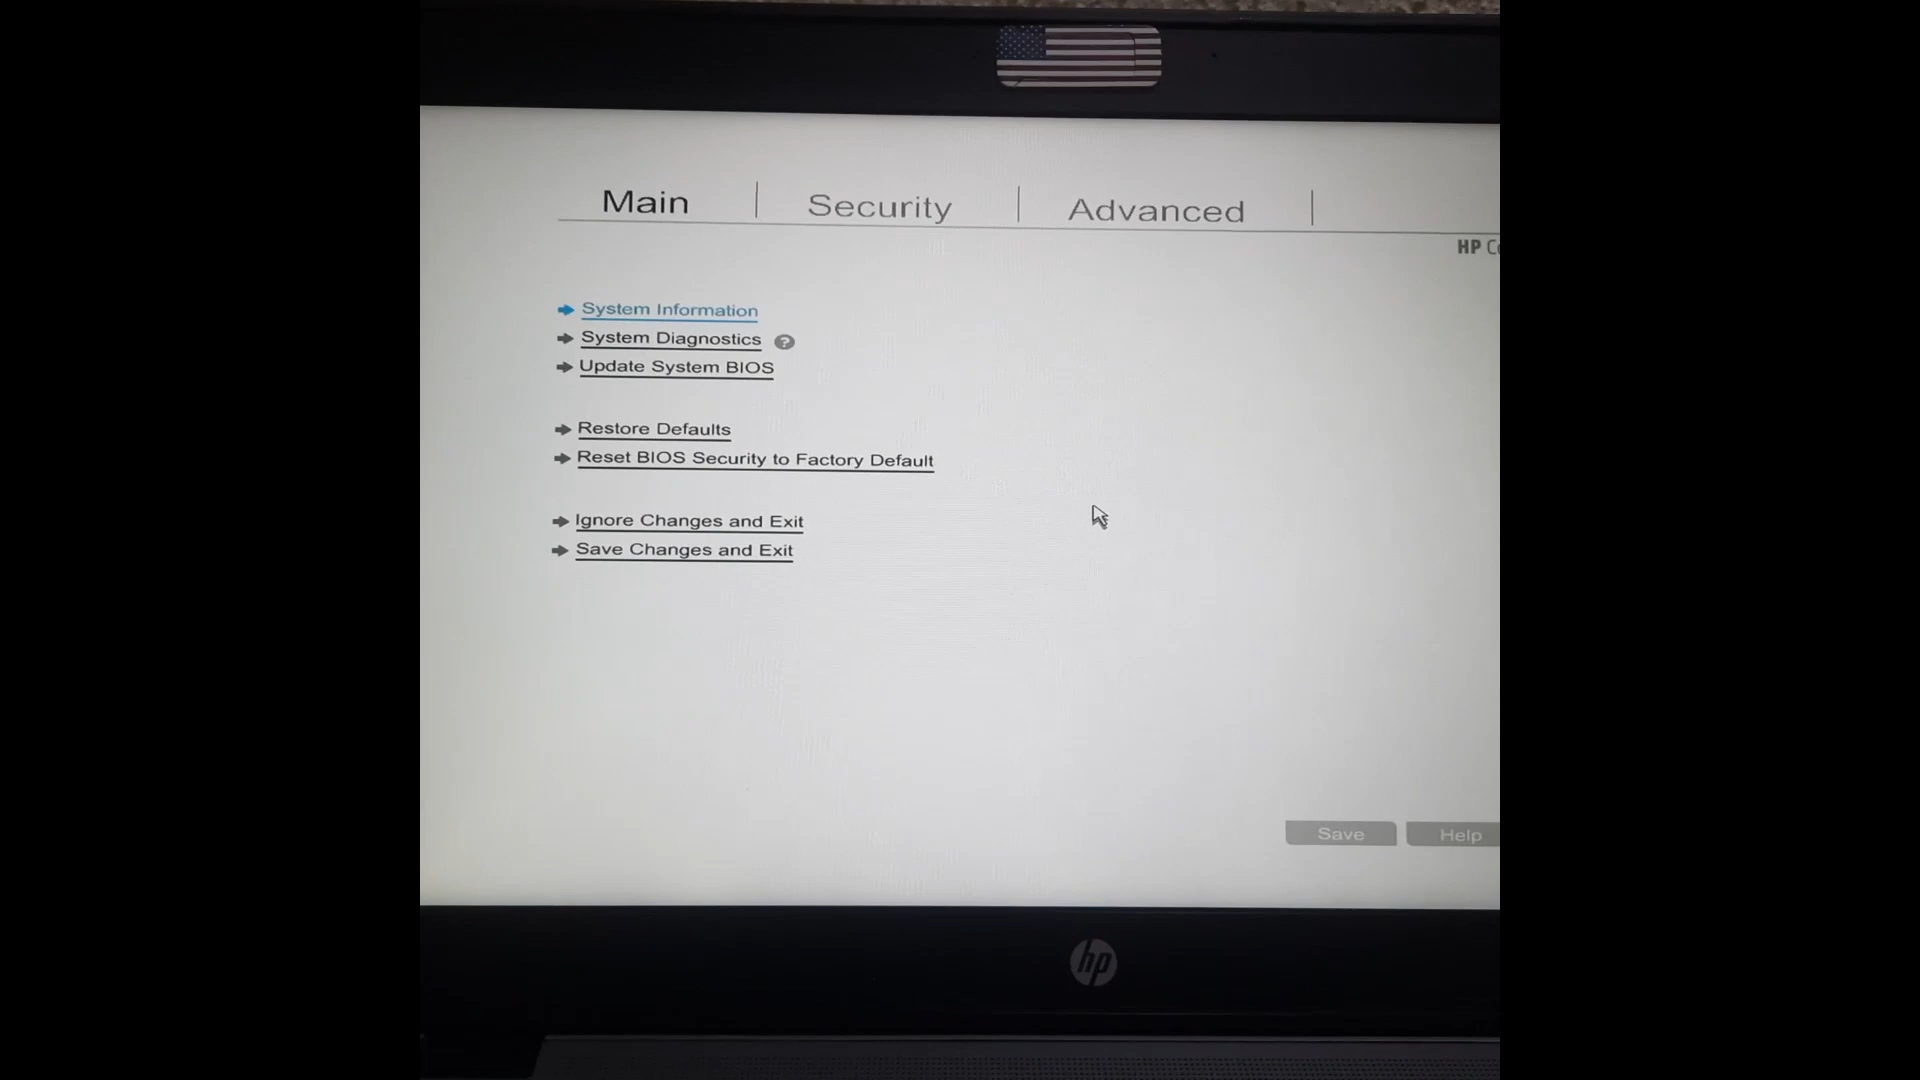 Main
Security
Advanced
HP
System Information
System Diagnostics ?
Update System BIOS
Restore Defaults
Reset BIOS Security to Factory Default
Ignore Changes and Exit
Save Changes and Exit
Save
Help
hp